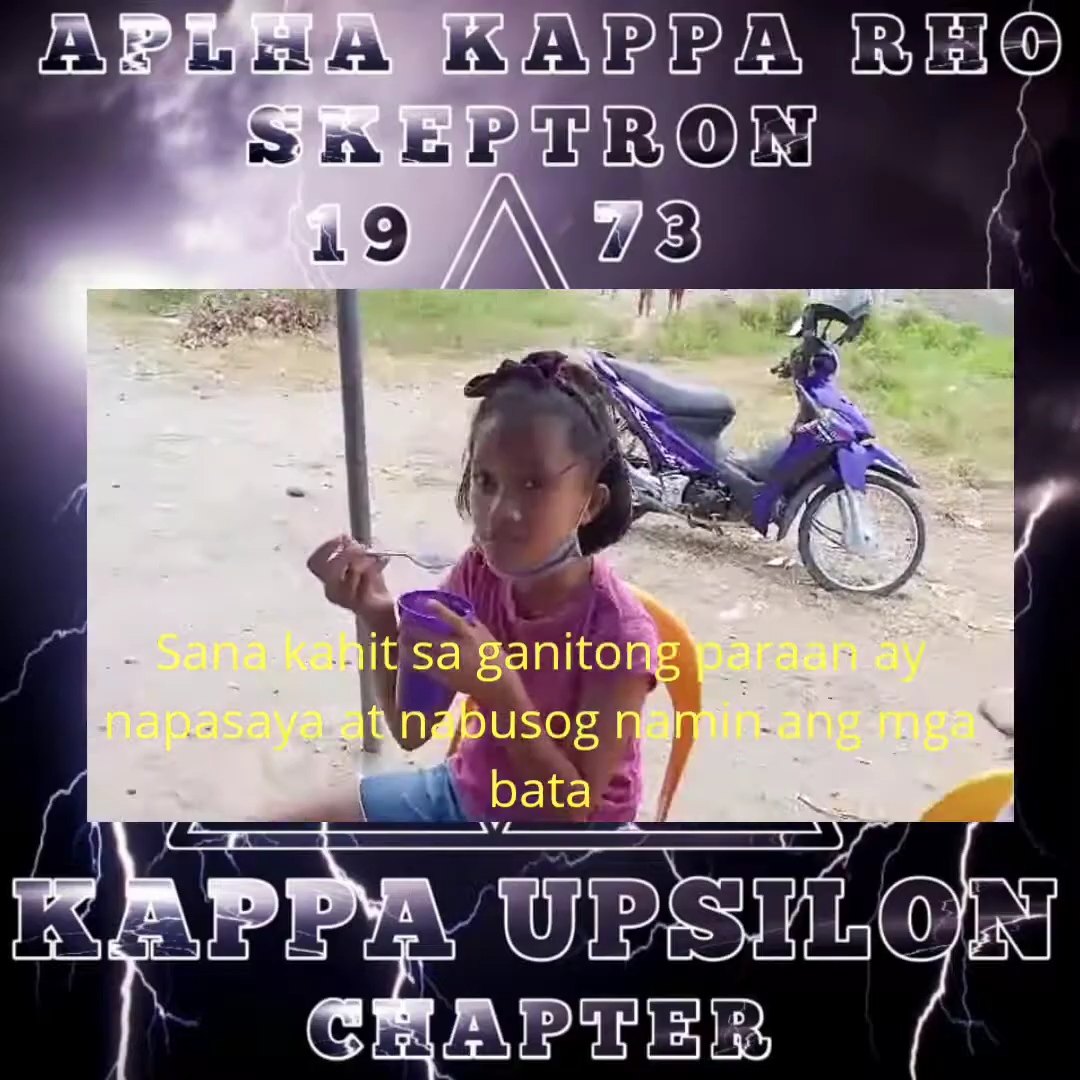 APLHA KAPPA RHO
SKEPTRON
19 73
Sana kahit sa ganitong paraan ay
napasaya at nabusog namin ang mga
bata
KAPPA UPSILON
CHAPTER